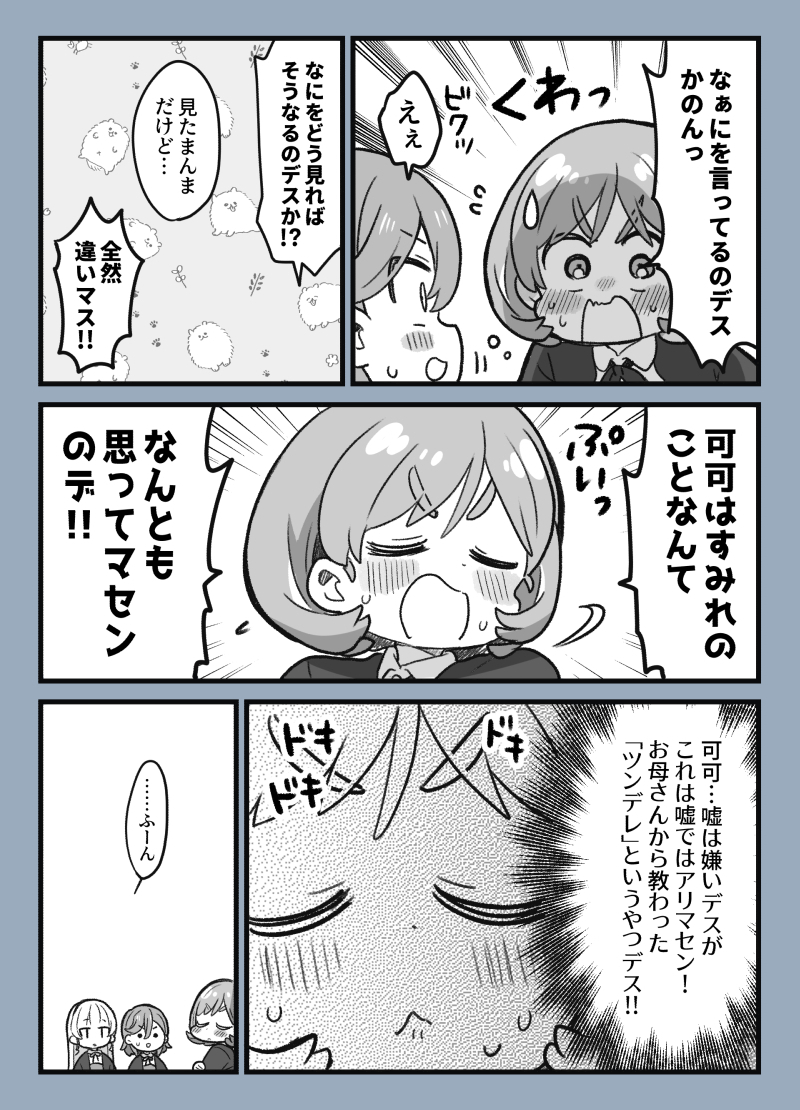 なぁにを言ってるのデス
かのんっ
くわっ
ビクッ
えぇ
なにをどう見れば
そうなるのデスか!?
見たまんま
だけど…
全然
違いマス!!
可可はすみれの
ことなんて
ぷいっ
なんとも
思ってマセン
のデ!!
可可…嘘は嫌いデスが
これは嘘ではアリマセン!
お母さんから教わった
「ツンデレ」というやつデス!!
ドキ
ドキ
ドキ
……ふーん